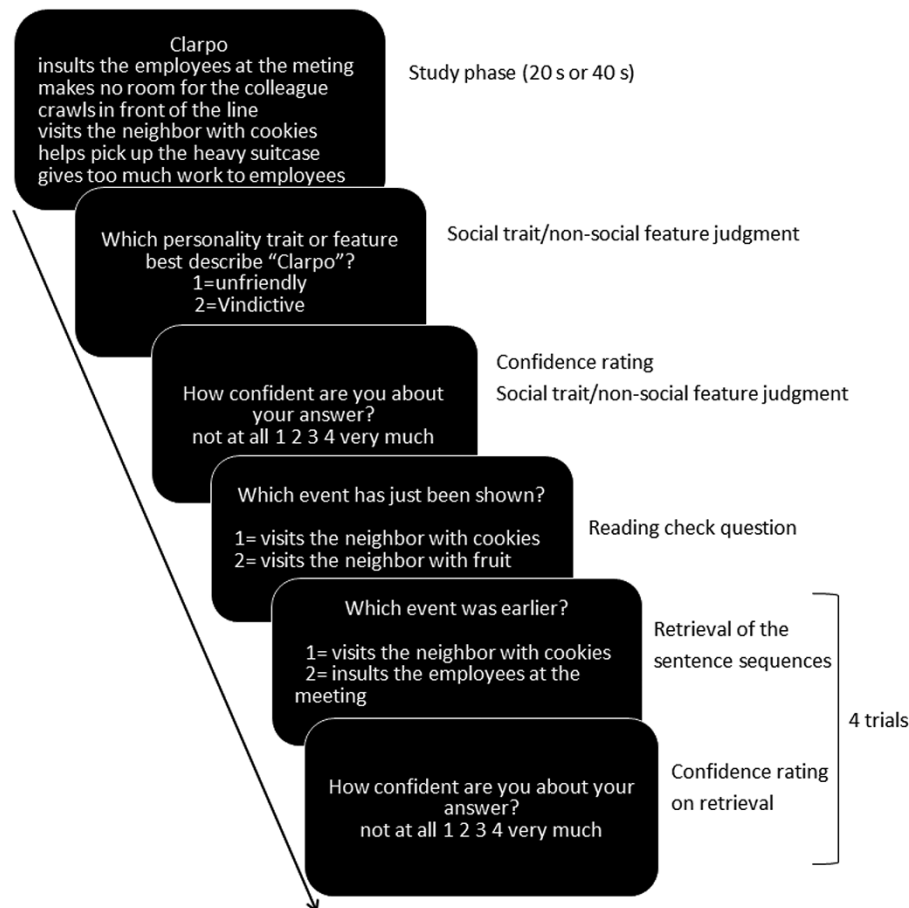 Clarpo
insults the employees at the meting
makes no room for the colleague
crawls in front of the line
visits the neighbor with cookies
helps pick up the heavy suitcase
gives too much work to employees
Study phase (20 s or 40 s)
Which personality trait or feature
best describe “Clarpo”?
1=unfriendly
2=Vindictive
Social trait/non-social feature judgment
How confident are you about
your answer?
not at all 1 2 3 4 very much
Confidence rating
Social trait/non-social feature judgment
Which event has just been shown?
1= visits the neighbor with cookies
2= visits the neighbor with fruit
Reading check question
Which event was earlier?
1= visits the neighbor with cookies
2= insults the employees at the
meeting
Retrieval of the
sentence sequences
How confident are you about your
answer?
not at all 1 2 3 4 very much
Confidence rating
on retrieval
4 trials